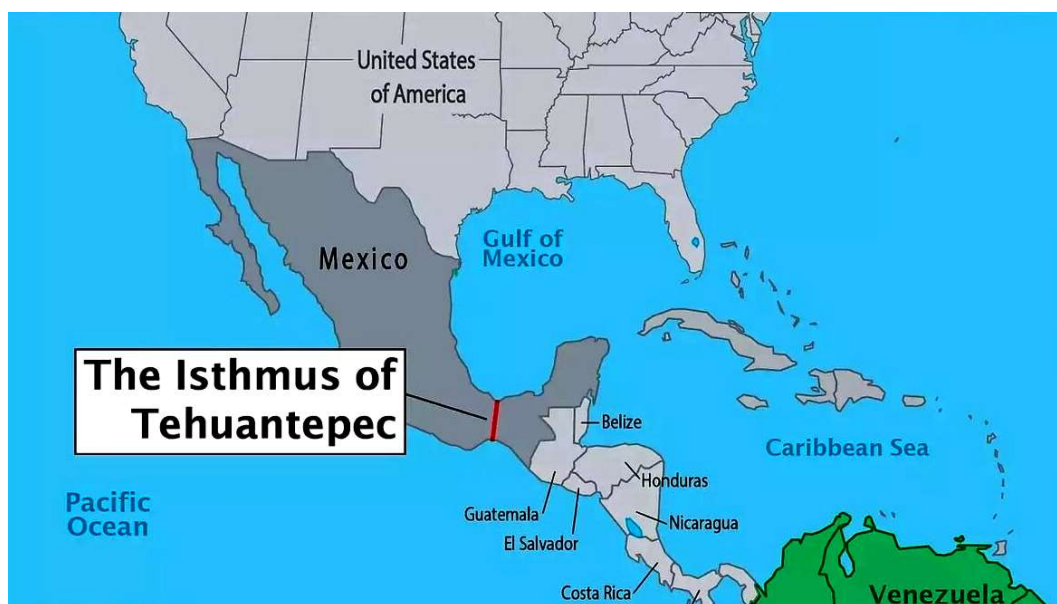 United States
of America
Gulf of
Mexico
Mexico
The Isthmus of
Tehuantepec
Belize
Caribbean Sea
Honduras
Pacific
Ocean
Guatemala
Nicaragua
El Salvador
Costa Rica
Venezuela